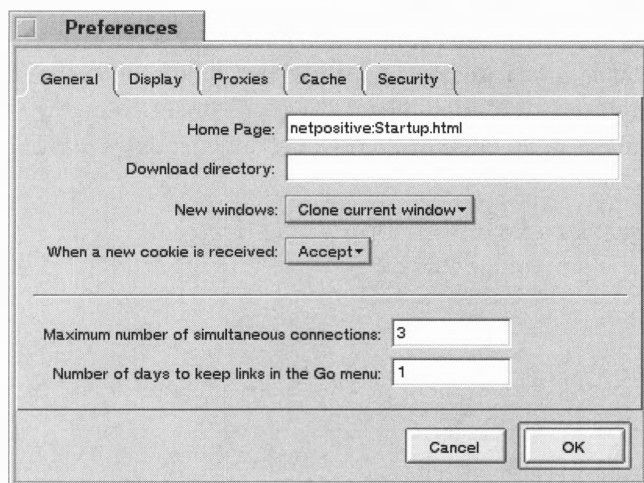 Preferences
General Display Proxies Cache Security
Home Page: netpositive:Startup.html
Download directory:
New windows: Clone current window
When a new cookie is received: Accept
Maximum number of simultaneous connections: 3
Number of days to keep links in the Go menu: 1
Cancel OK